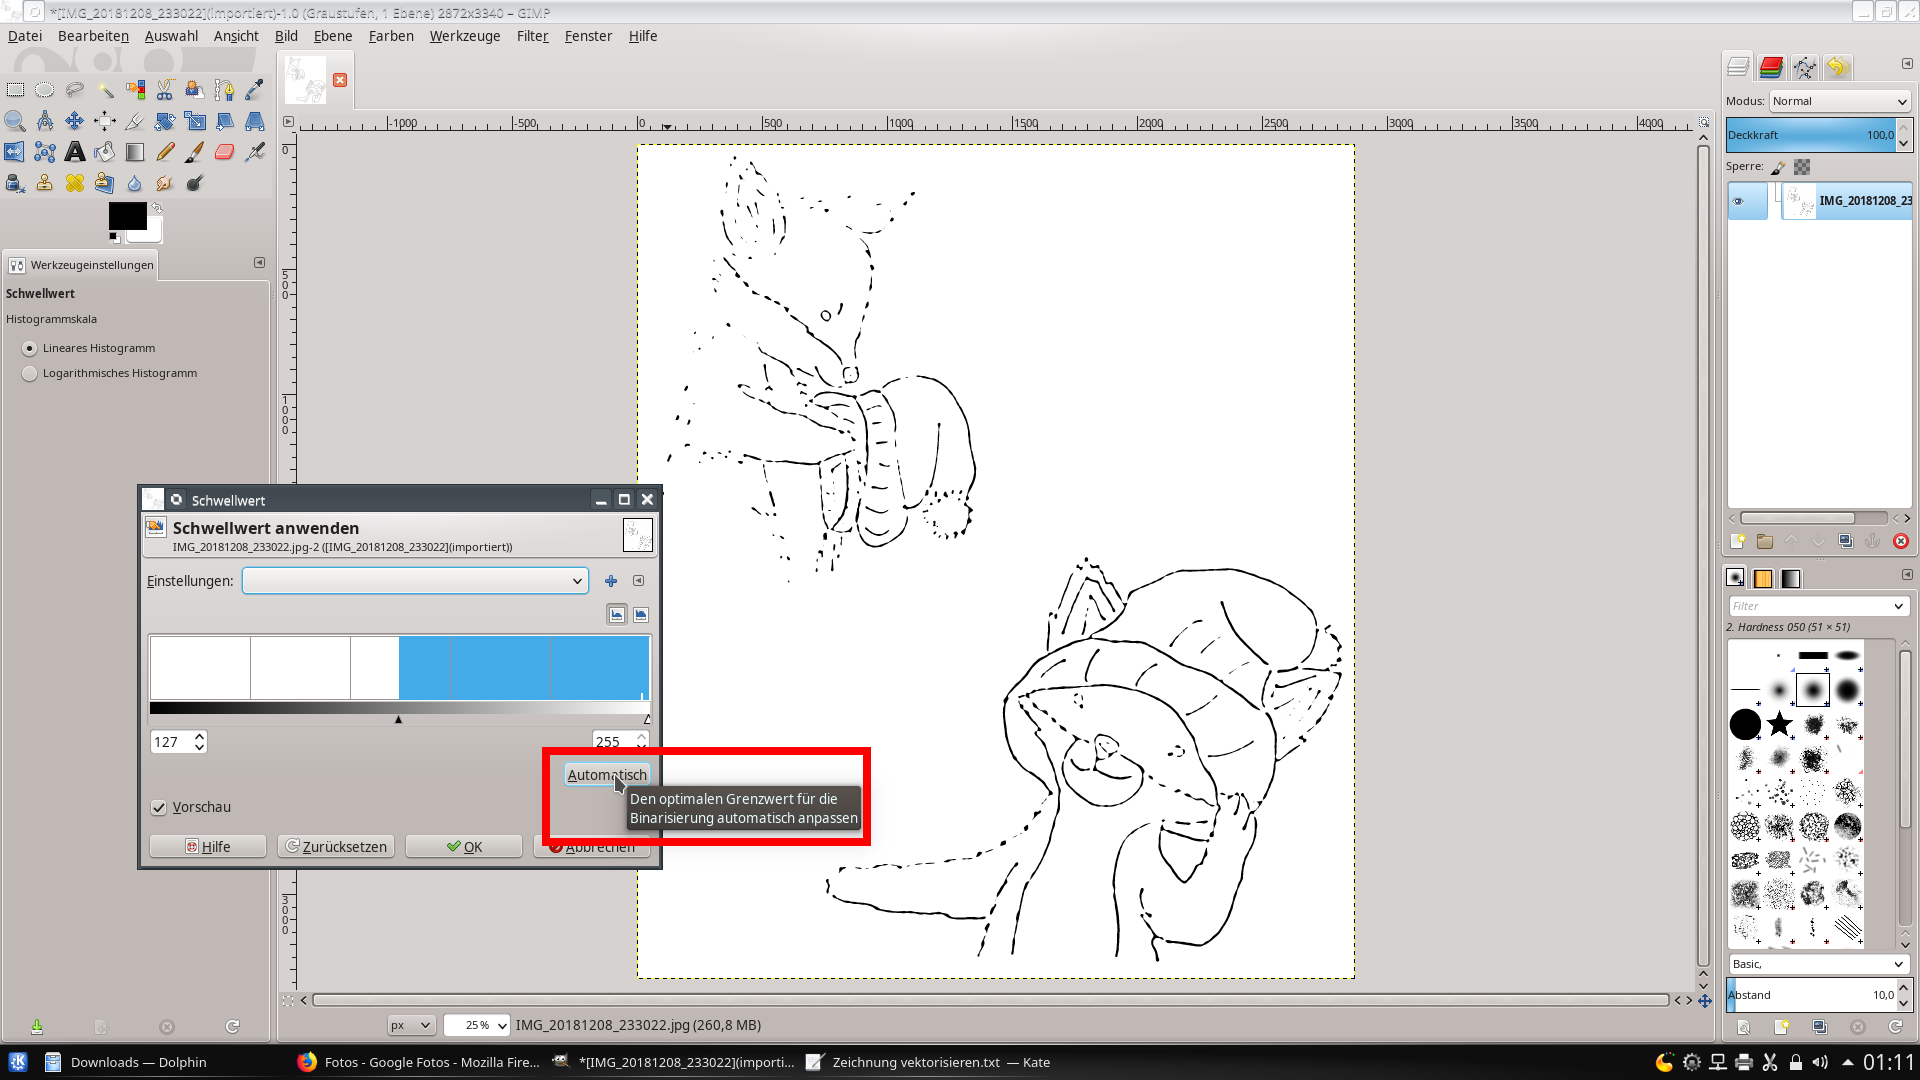 *[IMG_20181208_233022](importiert)-1.0 (Graustufen, 1 Ebene) 2872x3340 – GIMP
Datei Bearbeiten Auswahl Ansicht Bild Ebene Farben Werkzeuge Filter Fenster Hilfe
Werkzeugeinstellungen
Schwellwert
Histogrammskala
Lineares Histogramm
Logarithmisches Histogramm
-1000 -500 0 500 1000 1500 2000 2500 3000 3500 4000
0
500
1000
3000
Schwellwert
Schwellwert anwenden
IMG_20181208_233022.jpg-2 ([IMG_20181208_233022](importiert))
Einstellungen:
127 255
Automatisch
Den optimalen Grenzwert für die
Binarisierung automatisch anpassen
Vorschau
Hilfe Zurücksetzen OK Abbrechen
Modus: Normal
Deckkraft 100,0
Sperre:
IMG_20181208_23
Filter
2. Hardness 050 (51 × 51)
Basic,
Abstand 10,0
px 25 % IMG_20181208_233022.jpg (260,8 MB)
Downloads — Dolphin Fotos - Google Fotos - Mozilla Fire... *[IMG_20181208_233022](importi... Zeichnung vektorisieren.txt — Kate 01:11